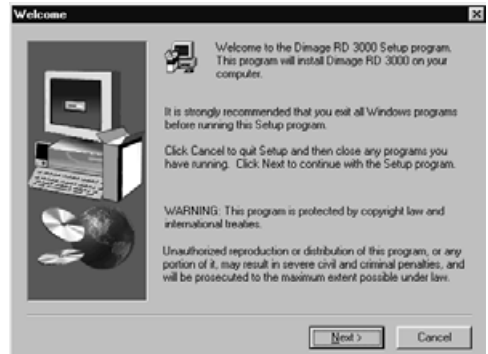 Welcome
Welcome to the Dimage RD 3000 Setup program.
This program will install Dimage RD 3000 on your
computer.
It is strongly recommended that you exit all Windows programs
before running this Setup program.
Click Cancel to quit Setup and then close any programs you
have running. Click Next to continue with the Setup program.
WARNING: This program is protected by copyright law and
international treaties.
Unauthorized reproduction or distribution of this program, or any
portion of it, may result in severe civil and criminal penalties, and
will be prosecuted to the maximum extent possible under law.
Next >
Cancel